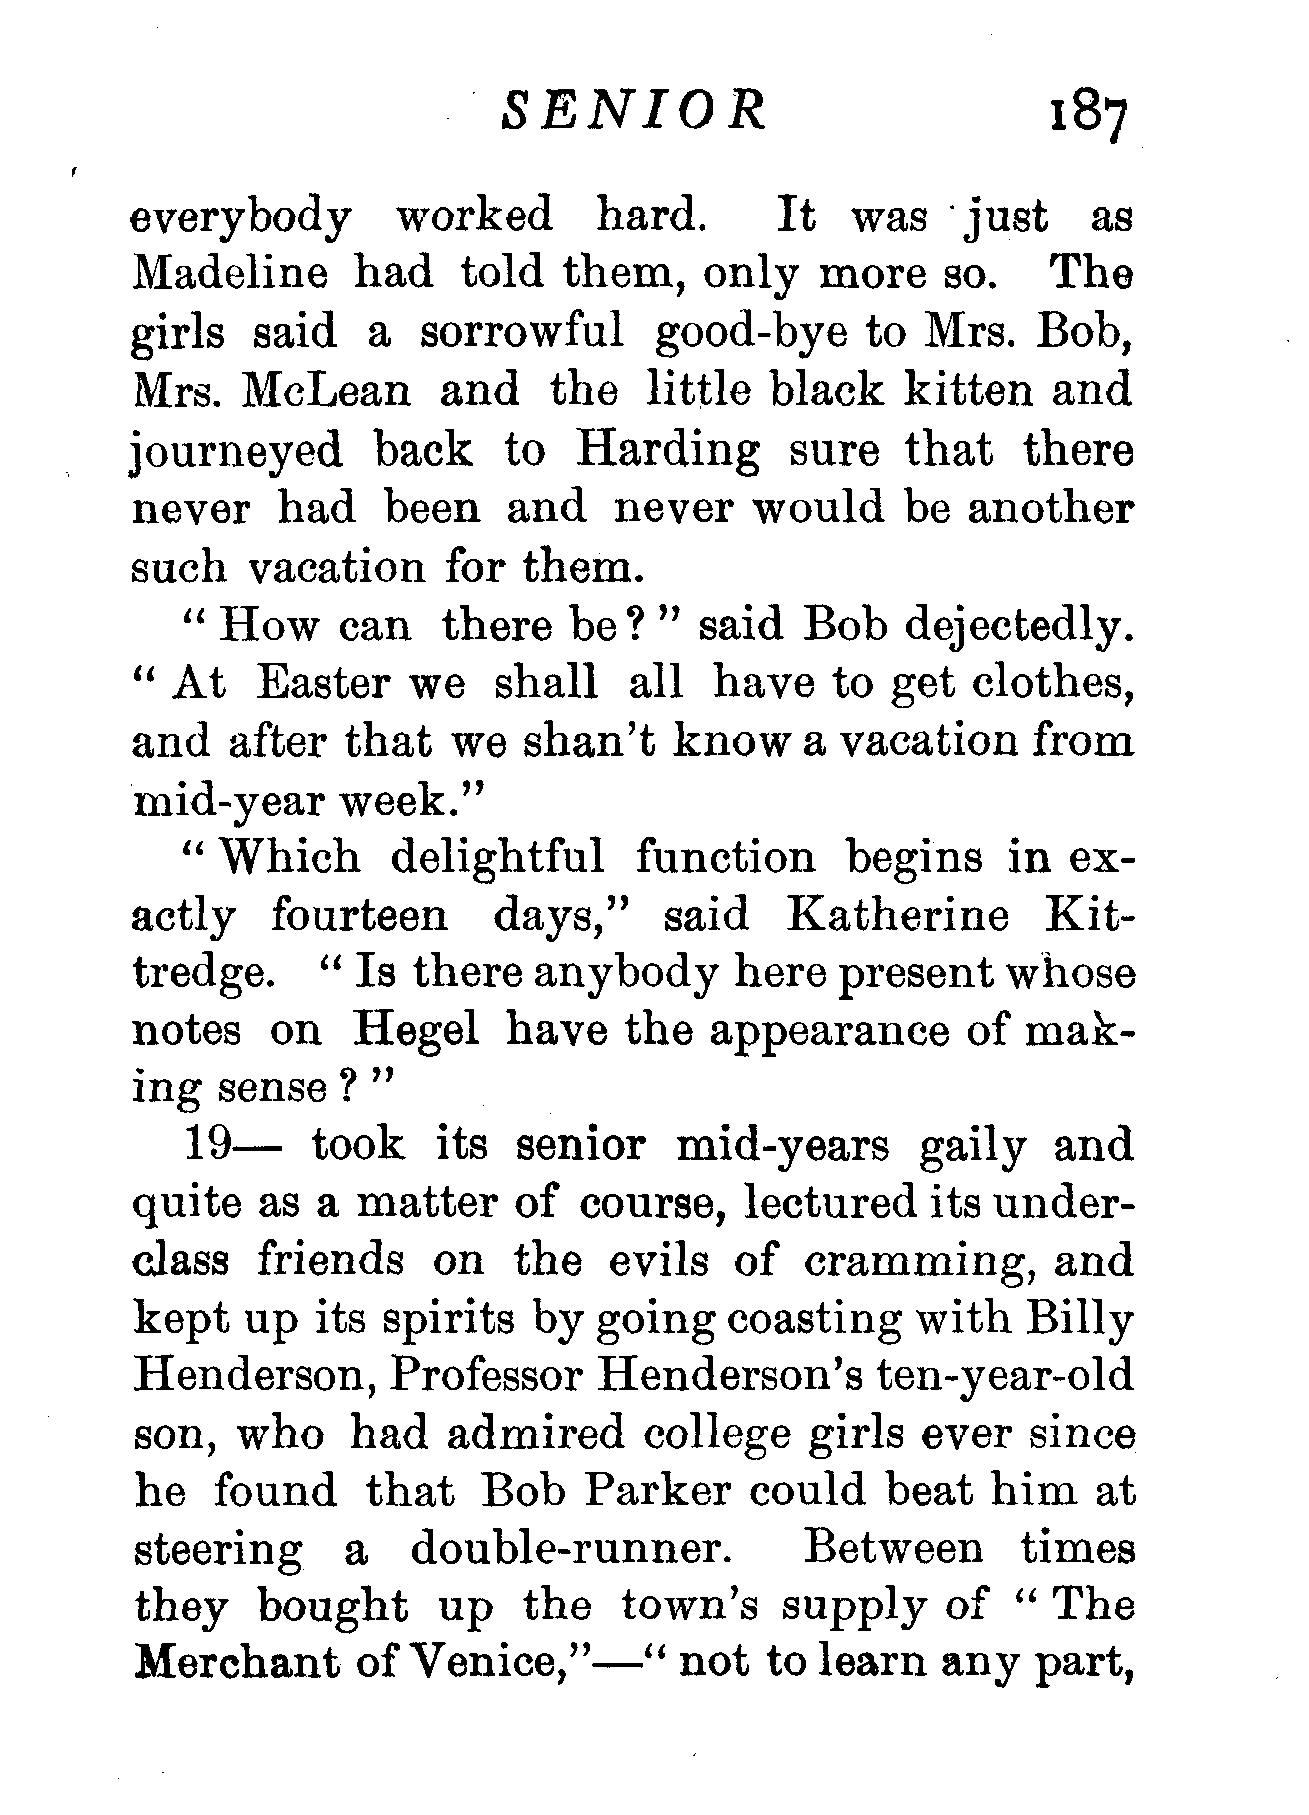 SENIOR 187
everybody worked hard. It was just as
Madeline had told them, only more so. The
girls said a sorrowful good-bye to Mrs. Bob,
Mrs. McLean and the little black kitten and
journeyed back to Harding sure that there
never had been and never would be another
such vacation for them.
“ How can there be? ” said Bob dejectedly.
“ At Easter we shall all have to get clothes,
and after that we shan’t know a vacation from
mid-year week.”
“ Which delightful function begins in ex-
actly fourteen days,” said Katherine Kit-
tredge. “ Is there anybody here present whose
notes on Hegel have the appearance of mak-
ing sense ? ”
19— took its senior mid-years gaily and
quite as a matter of course, lectured its under-
class friends on the evils of cramming, and
kept up its spirits by going coasting with Billy
Henderson, Professor Henderson’s ten-year-old
son, who had admired college girls ever since
he found that Bob Parker could beat him at
steering a double-runner. Between times
they bought up the town’s supply of “ The
Merchant of Venice,”—“ not to learn any part,